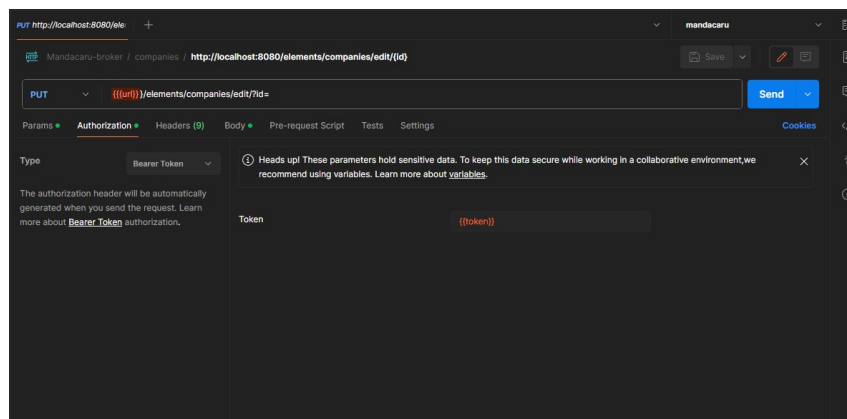 PUT http://localhost:8080/ele
mandacaru
HTTP Mandacaru-broker / companies / http://localhost:8080/elements/companies/edit/{id}
Save
PUT {{{url}}}/elements/companies/edit/?id=
Send
Params Authorization Headers (9) Body Pre-request Script Tests Settings Cookies
Type Bearer Token
Heads up! These parameters hold sensitive data. To keep this data secure while working in a collaborative environment,we
recommend using variables. Learn more about variables.
The authorization header will be automatically
generated when you send the request. Learn
more about Bearer Token authorization.
Token {{token}}